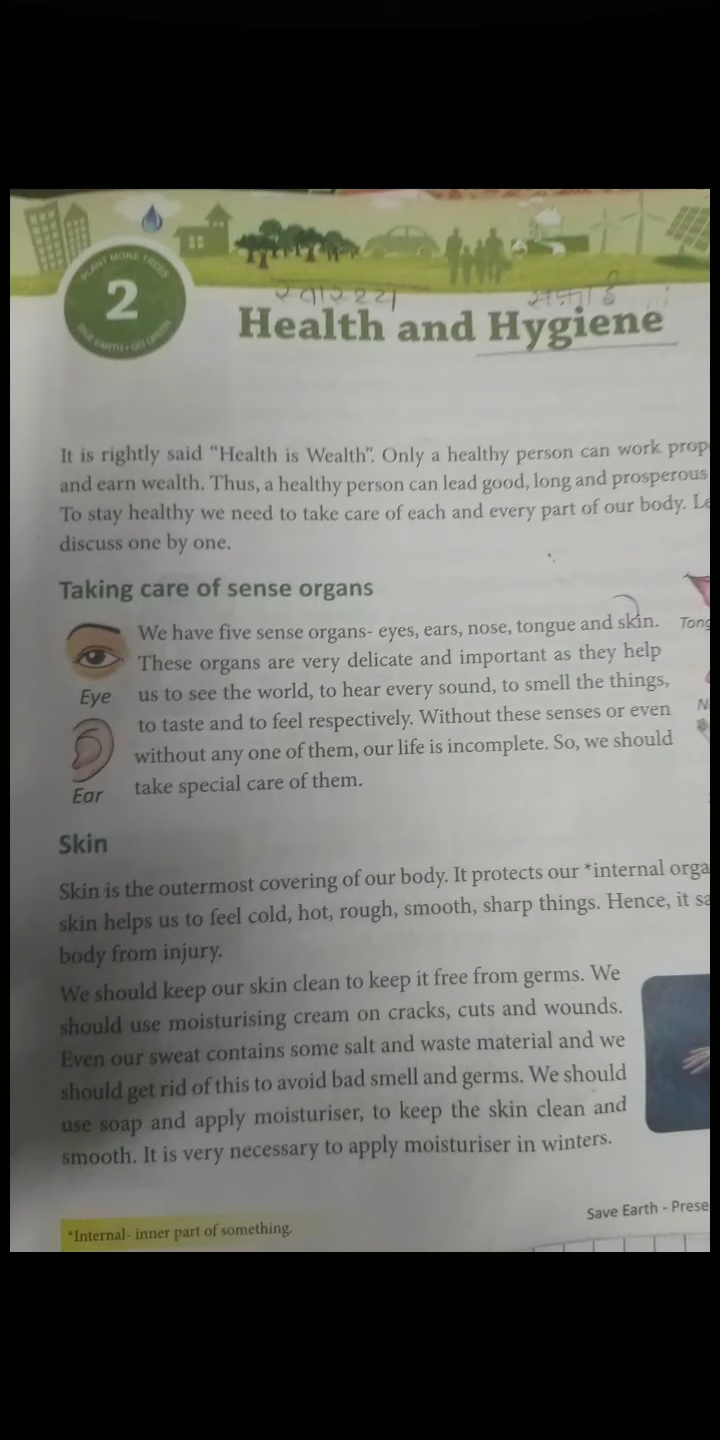 PLANT MORE TREES
2
SAVE EARTH • GO GREEN
स्वास्थ्य सफाई
Health and Hygiene
It is rightly said “Health is Wealth”. Only a healthy person can work prop
and earn wealth. Thus, a healthy person can lead good, long and prosperous
To stay healthy we need to take care of each and every part of our body. Le
discuss one by one.
Taking care of sense organs
We have five sense organs- eyes, ears, nose, tongue and skin.
These organs are very delicate and important as they help
us to see the world, to hear every sound, to smell the things,
to taste and to feel respectively. Without these senses or even
without any one of them, our life is incomplete. So, we should
take special care of them.
Eye
Ear
Tong
N
Skin
Skin is the outermost covering of our body. It protects our *internal orga
skin helps us to feel cold, hot, rough, smooth, sharp things. Hence, it sa
body from injury.
We should keep our skin clean to keep it free from germs. We
should use moisturising cream on cracks, cuts and wounds.
Even our sweat contains some salt and waste material and we
should get rid of this to avoid bad smell and germs. We should
use soap and apply moisturiser, to keep the skin clean and
smooth. It is very necessary to apply moisturiser in winters.
Save Earth - Prese
*Internal- inner part of something.